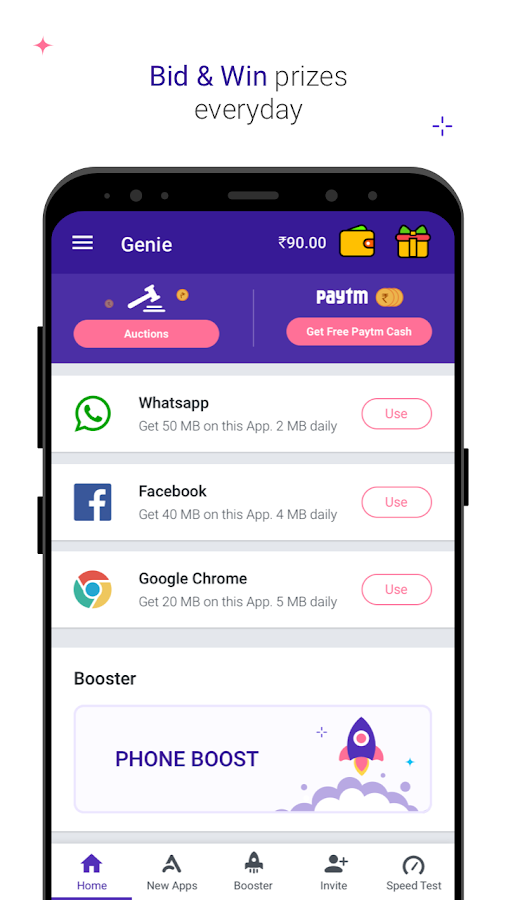 Bid & Win prizes
everyday
Genie
₹90.00
Auctions
paytm
Get Free Paytm Cash
Whatsapp
Get 50 MB on this App. 2 MB daily
Use
Facebook
Get 40 MB on this App. 4 MB daily
Use
Google Chrome
Get 20 MB on this App. 5 MB daily
Use
Booster
PHONE BOOST
Home
New Apps
Booster
Invite
Speed Test